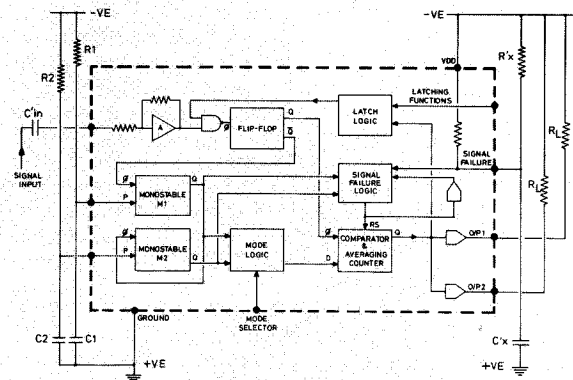 -VE
-VE
R1
R2
VDD
R'x
C'in
LATCHING
FUNCTIONS
A
Ø
FLIP-FLOP
Q
Q̅
LATCH
LOGIC
RL
SIGNAL
INPUT
SIGNAL
FAILURE
Ø
P
MONOSTABLE
M1
Q
SIGNAL
FAILURE
LOGIC
RL
RS
Ø
P
MONOSTABLE
M2
Q
MODE
LOGIC
Ø
D
COMPARATOR
&
AVERAGING
COUNTER
Q
O/P1
O/P2
GROUND
MODE
SELECTOR
C2
C1
+VE
C'x
+VE